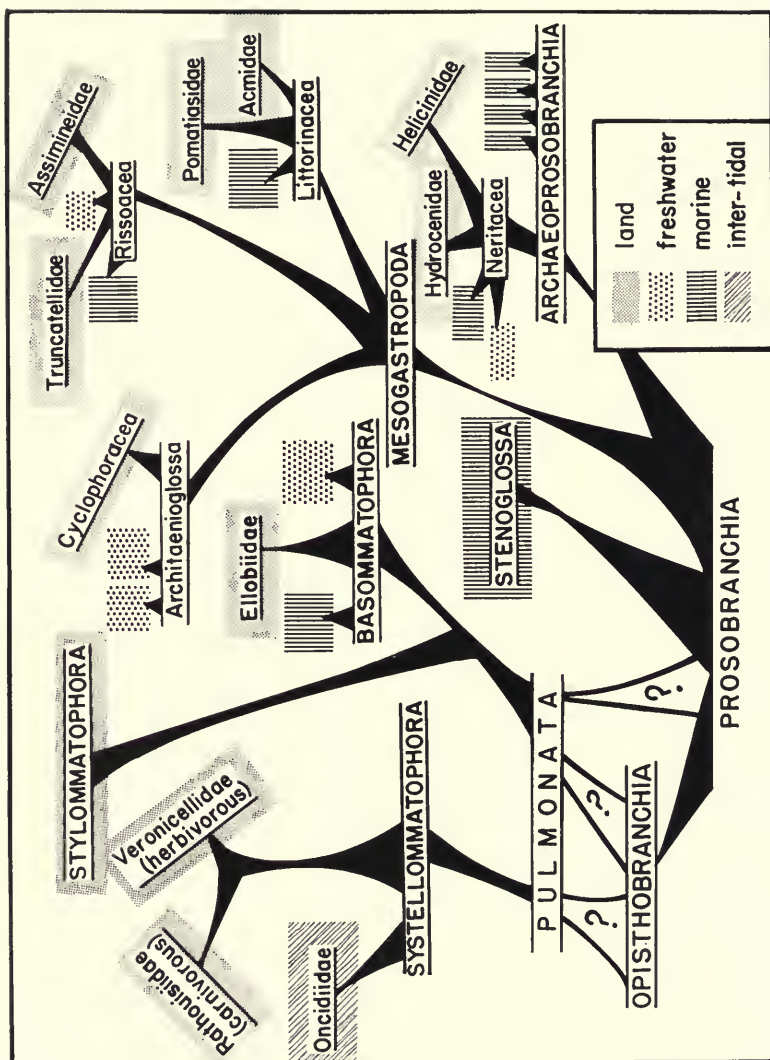 STYLOMMATOPHORA
Rathouisiidae
(carnivorous)
Veronicellidae
(herbivorous)
Oncidiidae
SYSTELLOMMATOPHORA
Cyclophoracea
Architaenioglossa
Ellobiidae
BASOMMATOPHORA
Truncatellidae
Assimineidae
Rissoacea
Pomatiasidae
Acmidae
Littorinacea
MESOGASTROPODA
Helicinidae
Hydrocenidae
Neritacea
ARCHAEOPROSOBRANCHIA
STENOGLOSSA
PULMONATA
?
?
?
OPISTHOBRANCHIA
PROSOBRANCHIA
land
freshwater
marine
inter-tidal